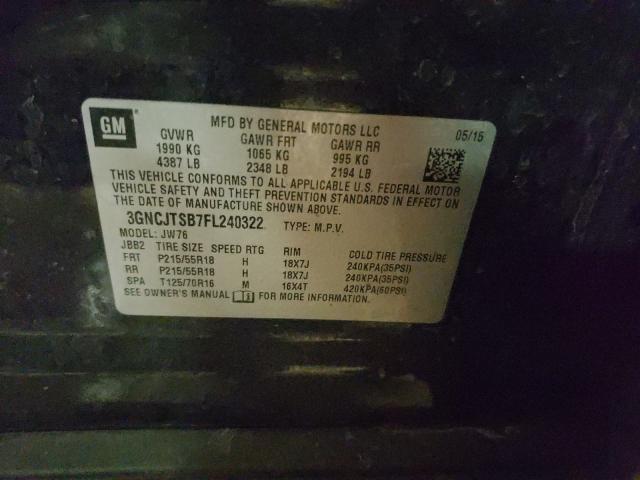 GM
MFD BY GENERAL MOTORS LLC 05/15
GVWR GAWR FRT GAWR RR
1990 KG 1065 KG 995 KG
4387 LB 2348 LB 2194 LB
THIS VEHICLE CONFORMS TO ALL APPLICABLE U.S. FEDERAL MOTOR
VEHICLE SAFETY AND THEFT PREVENTION STANDARDS IN EFFECT ON
THE DATE OF MANUFACTURE SHOWN ABOVE.
3GNCJTSB7FL240322 TYPE: M.P.V.
MODEL: JW76
JBB2 TIRE SIZE SPEED RTG RIM COLD TIRE PRESSURE
FRT P215/55R18 H 18X7J 240KPA(35PSI)
RR P215/55R18 H 18X7J 240KPA(35PSI)
SPA T125/70R16 M 16X4T 420KPA(60PSI)
SEE OWNER'S MANUAL FOR MORE INFORMATION.